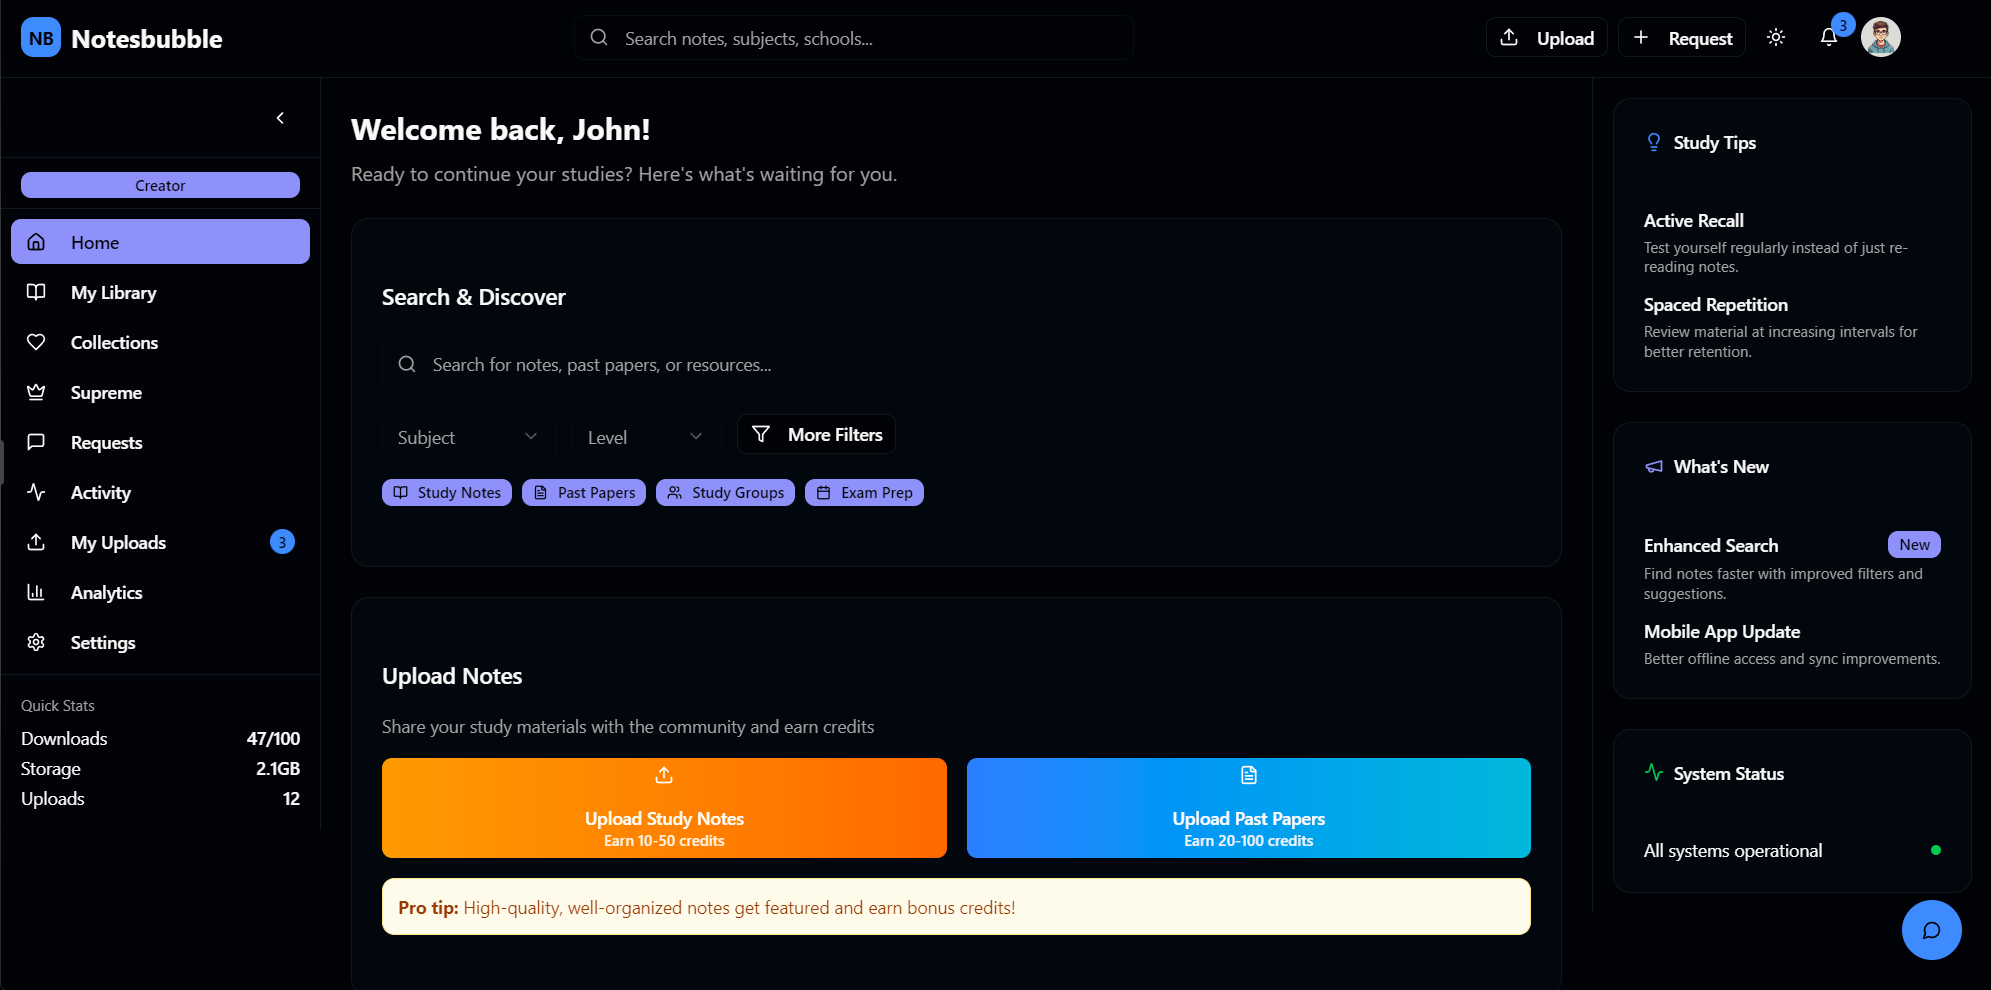 NB Notesbubble
Search notes, subjects, schools...
Upload
Request
3
Creator
Home
My Library
Collections
Supreme
Requests
Activity
My Uploads 3
Analytics
Settings
Quick Stats
Downloads 47/100
Storage 2.1GB
Uploads 12
Welcome back, John!
Ready to continue your studies? Here's what's waiting for you.
Search & Discover
Search for notes, past papers, or resources...
Subject
Level
More Filters
Study Notes
Past Papers
Study Groups
Exam Prep
Upload Notes
Share your study materials with the community and earn credits
Upload Study Notes
Earn 10-50 credits
Upload Past Papers
Earn 20-100 credits
Pro tip: High-quality, well-organized notes get featured and earn bonus credits!
Study Tips
Active Recall
Test yourself regularly instead of just re-
reading notes.
Spaced Repetition
Review material at increasing intervals for
better retention.
What's New
Enhanced Search New
Find notes faster with improved filters and
suggestions.
Mobile App Update
Better offline access and sync improvements.
System Status
All systems operational